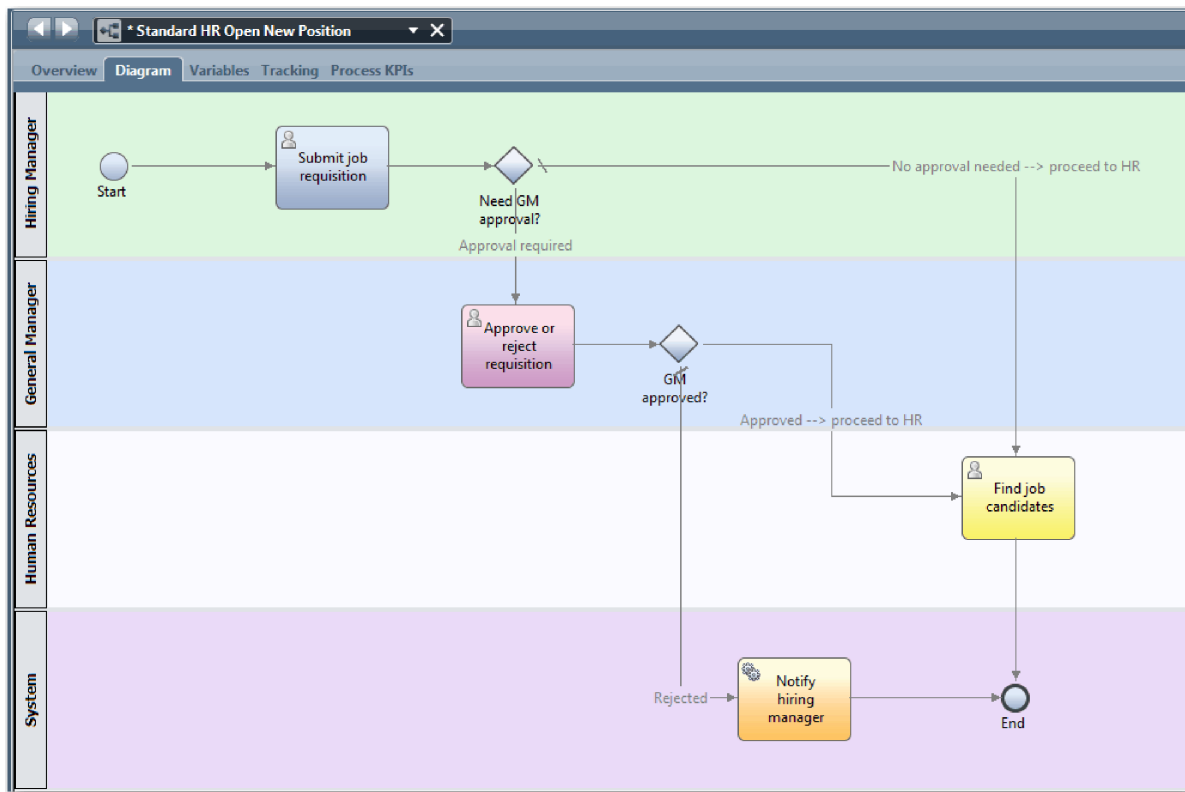 * Standard HR Open New Position
Overview
Diagram
Variables
Tracking
Process KPIs
Hiring Manager
Start
Submit job
requisition
Need GM
approval?
No approval needed --> proceed to HR
Approval required
General Manager
Approve or
reject
requisition
GM
approved?
Approved --> proceed to HR
Human Resources
Find job
candidates
System
Rejected
Notify
hiring
manager
End